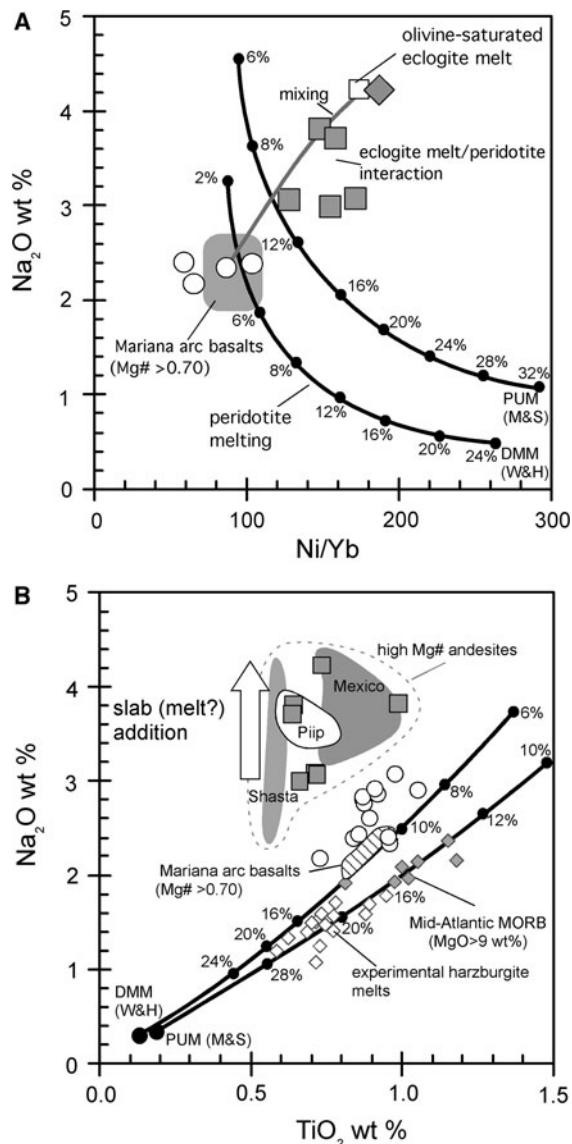 A
5
4
3
2
1
0
Na2O wt %
0
100
200
300
Ni/Yb
6%
8%
12%
16%
20%
24%
28%
32%
PUM
(M&S)
2%
6%
8%
12%
16%
20%
24%
DMM
(W&H)
olivine-saturated
eclogite melt
mixing
eclogite melt/peridotite
interaction
Mariana arc basalts
(Mg# >0.70)
peridotite
melting
B
5
4
3
2
1
0
Na2O wt %
0.0
0.5
1.0
1.5
TiO2 wt %
high Mg# andesites
Mexico
Piip
Shasta
slab (melt?)
addition
6%
8%
10%
16%
20%
24%
10%
12%
16%
20%
28%
Mariana arc basalts
(Mg# >0.70)
Mid-Atlantic MORB
(MgO>9 wt%)
experimental harzburgite
melts
DMM
(W&H)
PUM (M&S)